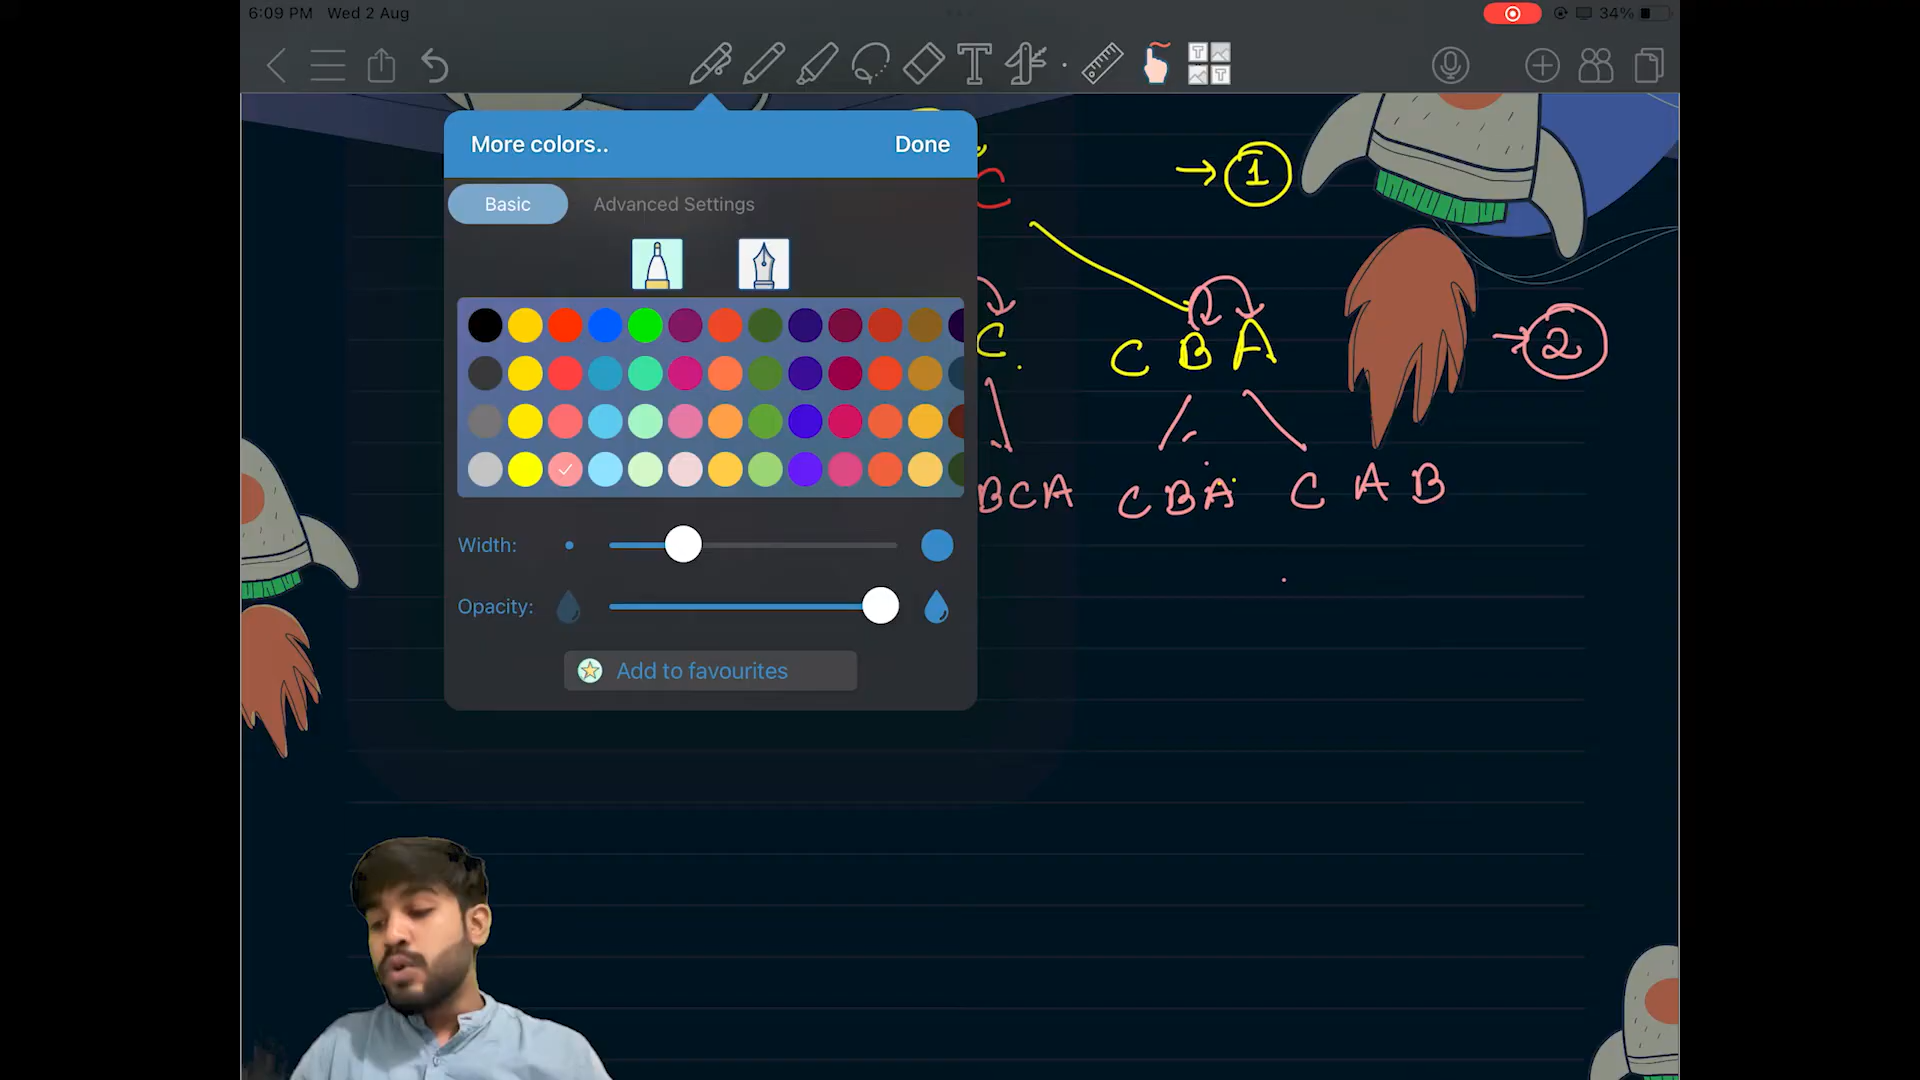 6:09 PM Wed 2 Aug
34%
More colors..
Done
Basic
Advanced Settings
Width:
Opacity:
Add to favourites
C
→ 1
C.
C B A
→ 2
B C A
C B A
C A B